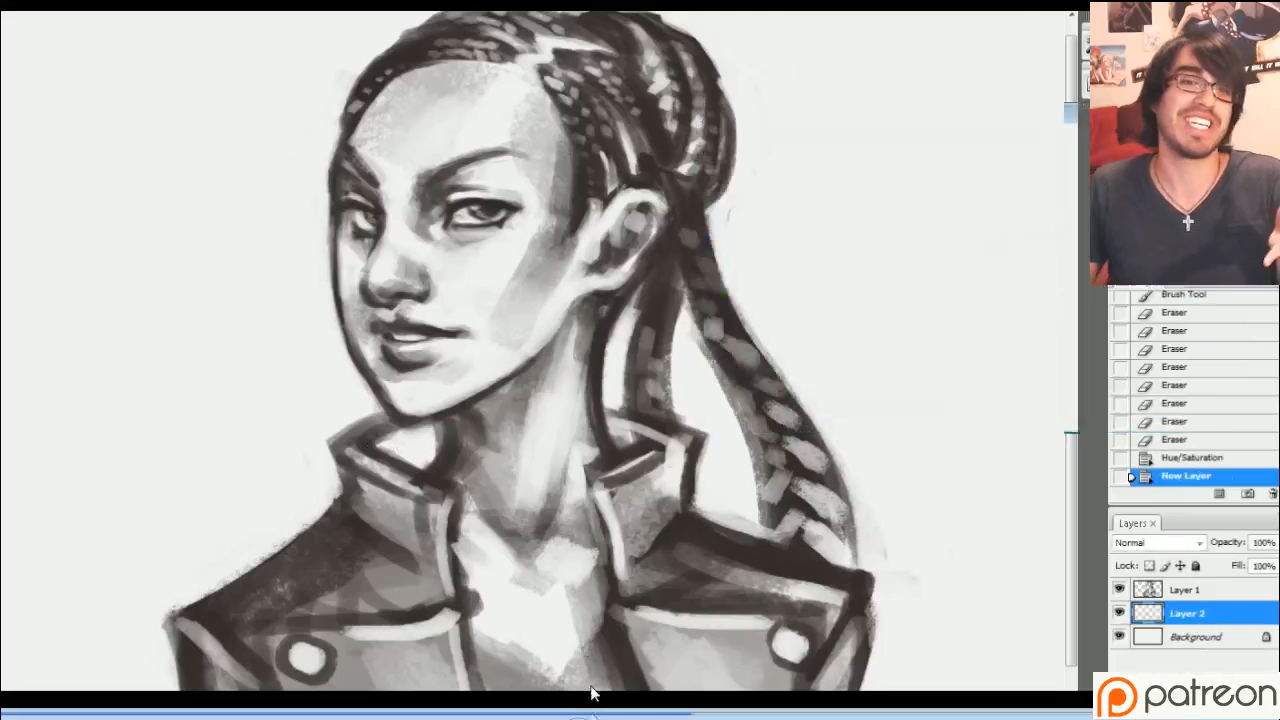 Brush Tool
Eraser
Eraser
Eraser
Eraser
Eraser
Eraser
Eraser
Eraser
Hue/Saturation
New Layer
Layers ×
Normal Opacity: 100%
Lock: Fill: 100%
Layer 1
Layer 2
Background
patreon